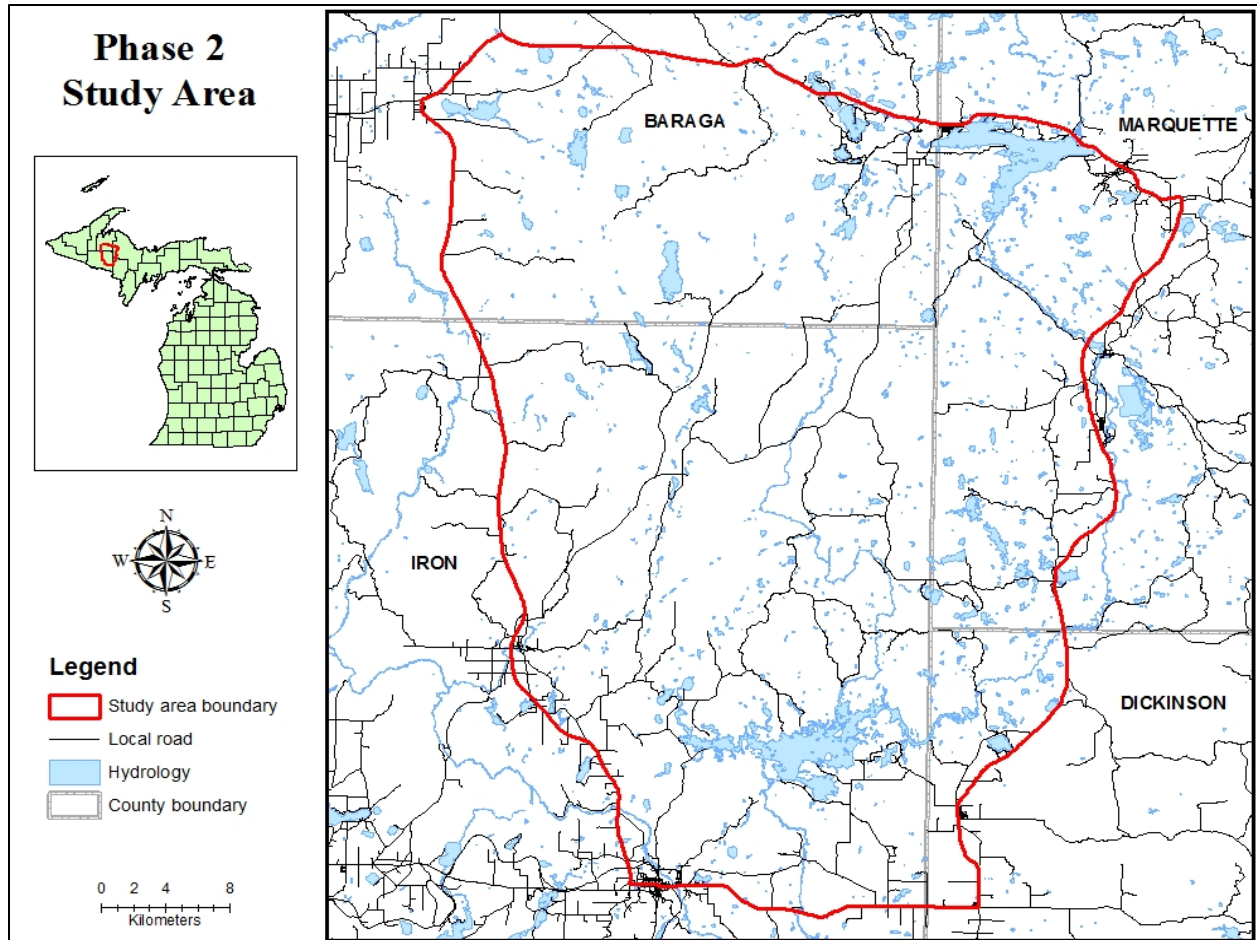 Phase 2
Study Area
N
W
E
S
Legend
Study area boundary
Local road
Hydrology
County boundary
0 2 4 8
Kilometers
BARAGA
MARQUETTE
IRON
DICKINSON